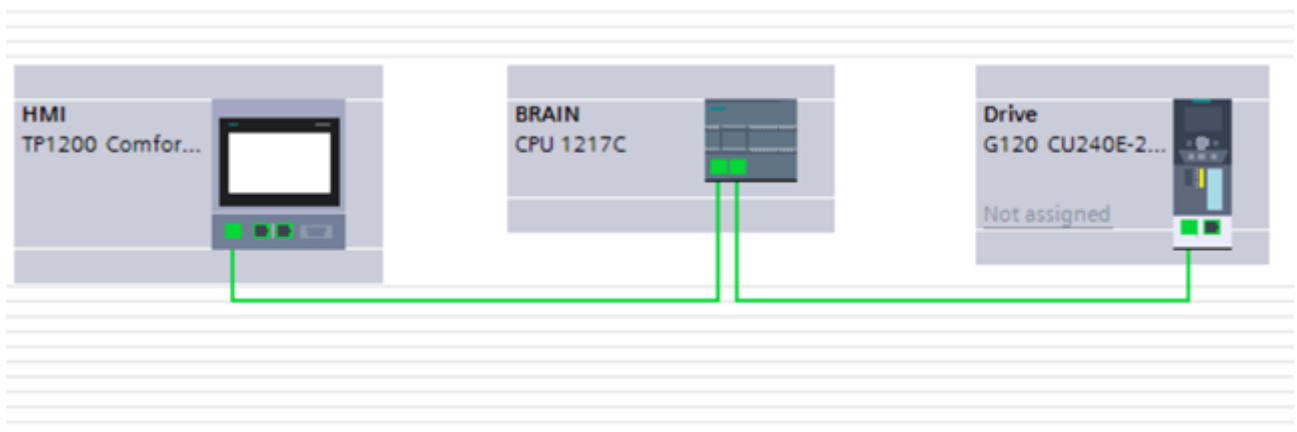 HMI
TP1200 Comfor...
BRAIN
CPU 1217C
Drive
G120 CU240E-2...
Not assigned